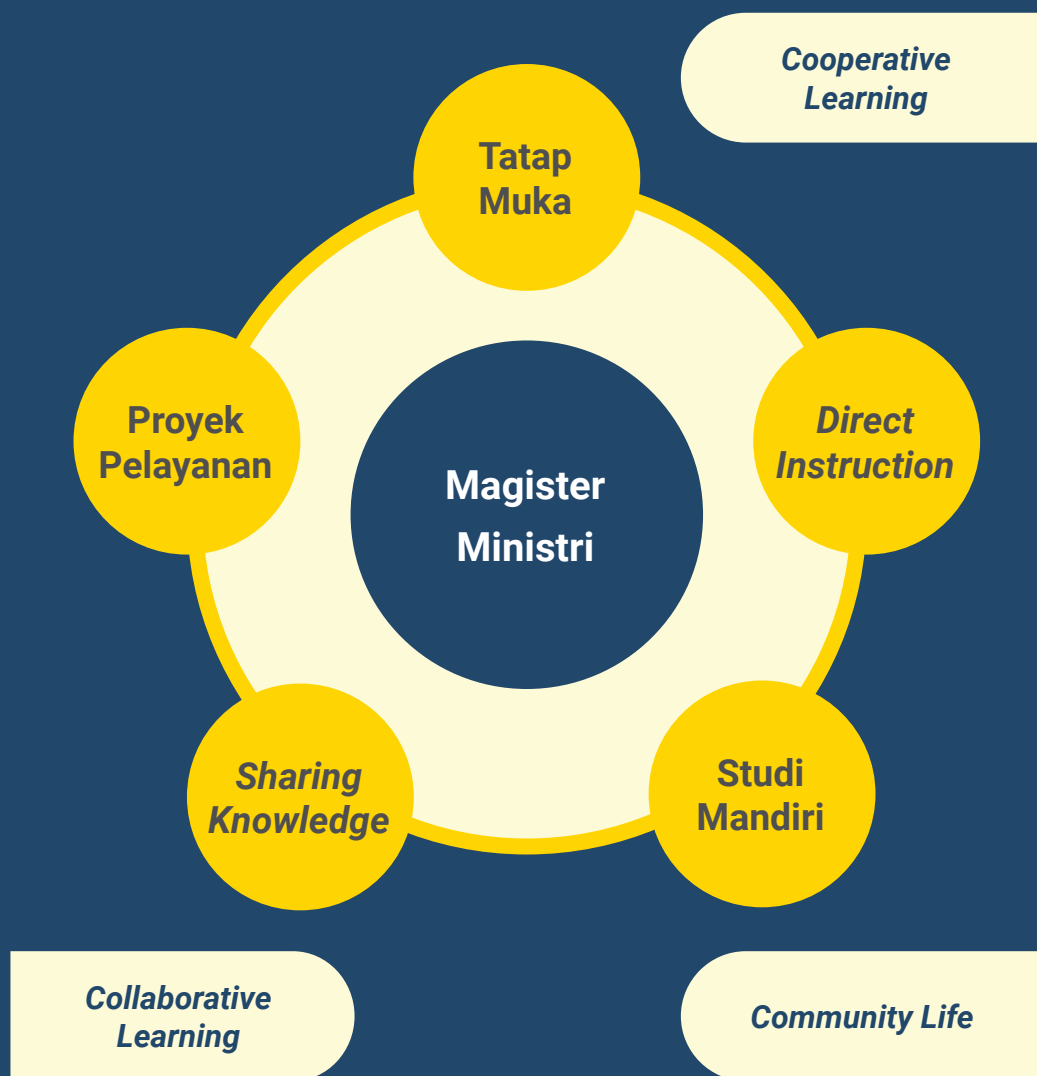 Cooperative
Learning
Tatap
Muka
Proyek
Pelayanan
Direct
Instruction
Magister
Ministri
Sharing
Knowledge
Studi
Mandiri
Collaborative
Learning
Community Life